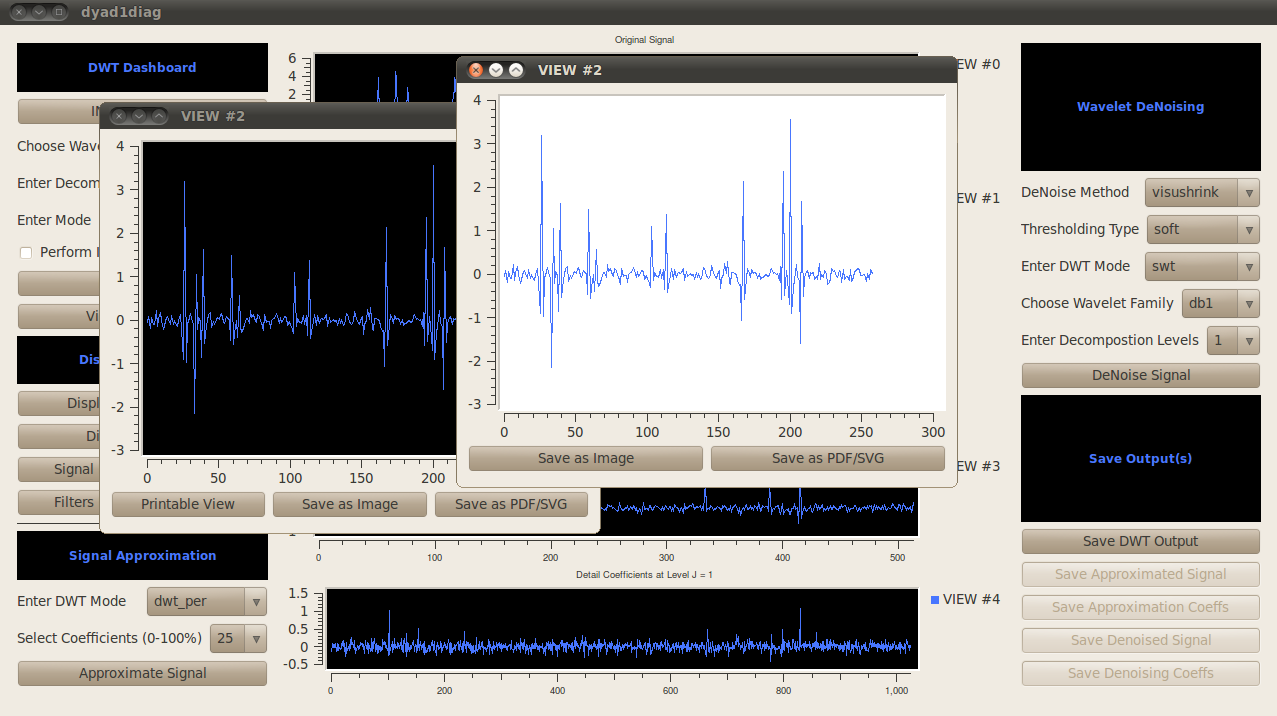 dyad1diag
DWT Dashboard
Choose Wave
Enter Decom
Enter Mode
Perform
Vi
Dis
Displ
Di
Signal
Filters
Signal Approximation
Enter DWT Mode
dwt_per
Select Coefficients (0-100%)
25
Approximate Signal
Original Signal
6
4
2
EW #0
EW #1
EW #3
VIEW #2
4
3
2
1
0
-1
-2
-3
0 50 100 150 200
Printable View
Save as Image
Save as PDF/SVG
VIEW #2
4
3
2
1
0
-1
-2
-3
0 50 100 150 200 250 300
Save as Image
Save as PDF/SVG
0 100 200 300 400 500
Detail Coefficients at Level J = 1
1.5
1
0.5
0
-0.5
0 200 400 600 800 1,000
VIEW #4
Wavelet DeNoising
DeNoise Method
visushrink
Thresholding Type
soft
Enter DWT Mode
swt
Choose Wavelet Family
db1
Enter Decompostion Levels
1
DeNoise Signal
Save Output(s)
Save DWT Output
Save Approximated Signal
Save Approximation Coeffs
Save Denoised Signal
Save Denoising Coeffs